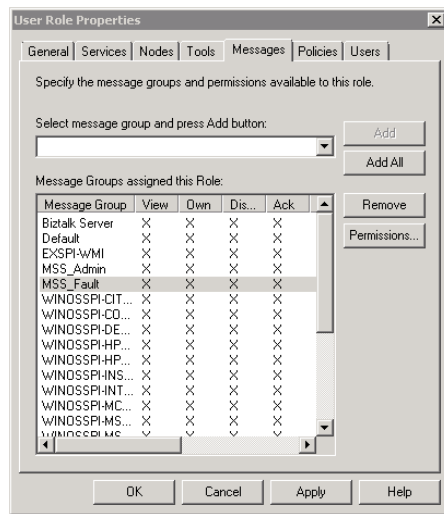 User Role Properties
General Services Nodes Tools Messages Policies Users
Specify the message groups and permissions available to this role.
Select message group and press Add button:
Add
Add All
Message Groups assigned this Role:
Message Group View Own Dis... Ack
Remove
Permissions...
Biztalk Server X X X X
Default X X X X
EXSPI-WMI X X X X
MSS_Admin X X X X
MSS_Fault X X X X
WINOSSPI-CIT... X X X X
WINOSSPI-CO... X X X X
WINOSSPI-DE... X X X X
WINOSSPI-HP... X X X X
WINOSSPI-HP... X X X X
WINOSSPI-INS... X X X X
WINOSSPI-INT... X X X X
WINOSSPI-MC... X X X X
WINOSSPI-MS... X X X X
WINOSSPI-MS... X X X X
OK Cancel Apply Help